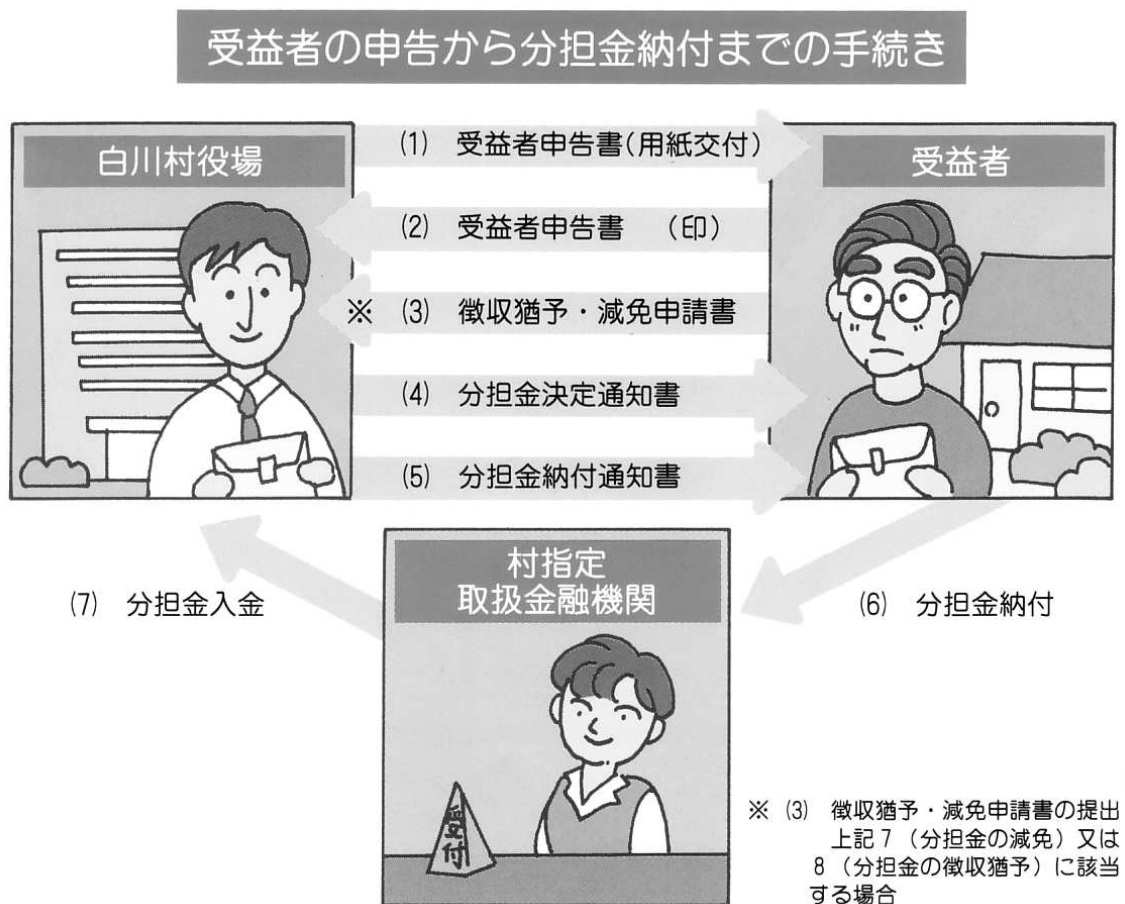 受益者の申告から分担金納付までの手続き
白川村役場
受益者
(1) 受益者申告書(用紙交付)
(2) 受益者申告書 (印)
※ (3) 徴収猶予・減免申請書
(4) 分担金決定通知書
(5) 分担金納付通知書
村指定
取扱金融機関
(7) 分担金入金
(6) 分担金納付
受付
※ (3) 徴収猶予・減免申請書の提出
上記7(分担金の減免)又は
8(分担金の徴収猶予)に該当
する場合